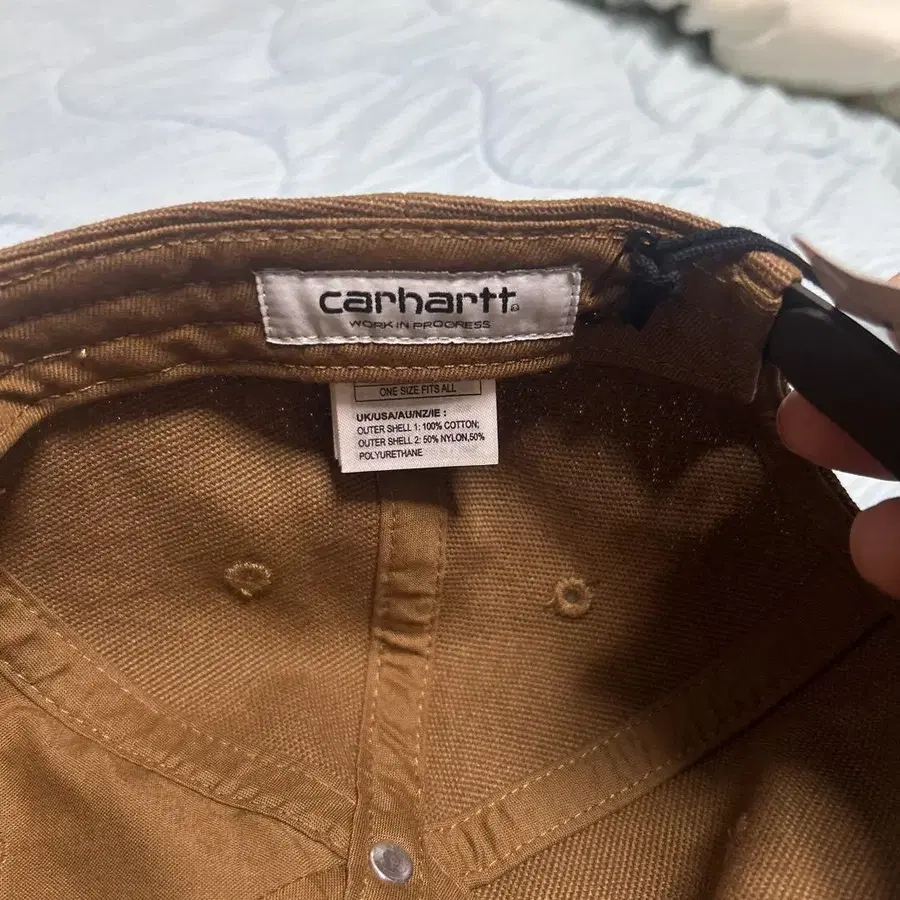 carhartt®
WORK IN PROGRESS
ONE SIZE FITS ALL
UK/USA/AU/NZ/IE :
OUTER SHELL 1: 100% COTTON;
OUTER SHELL 2: 50% NYLON,50%
POLYURETHANE